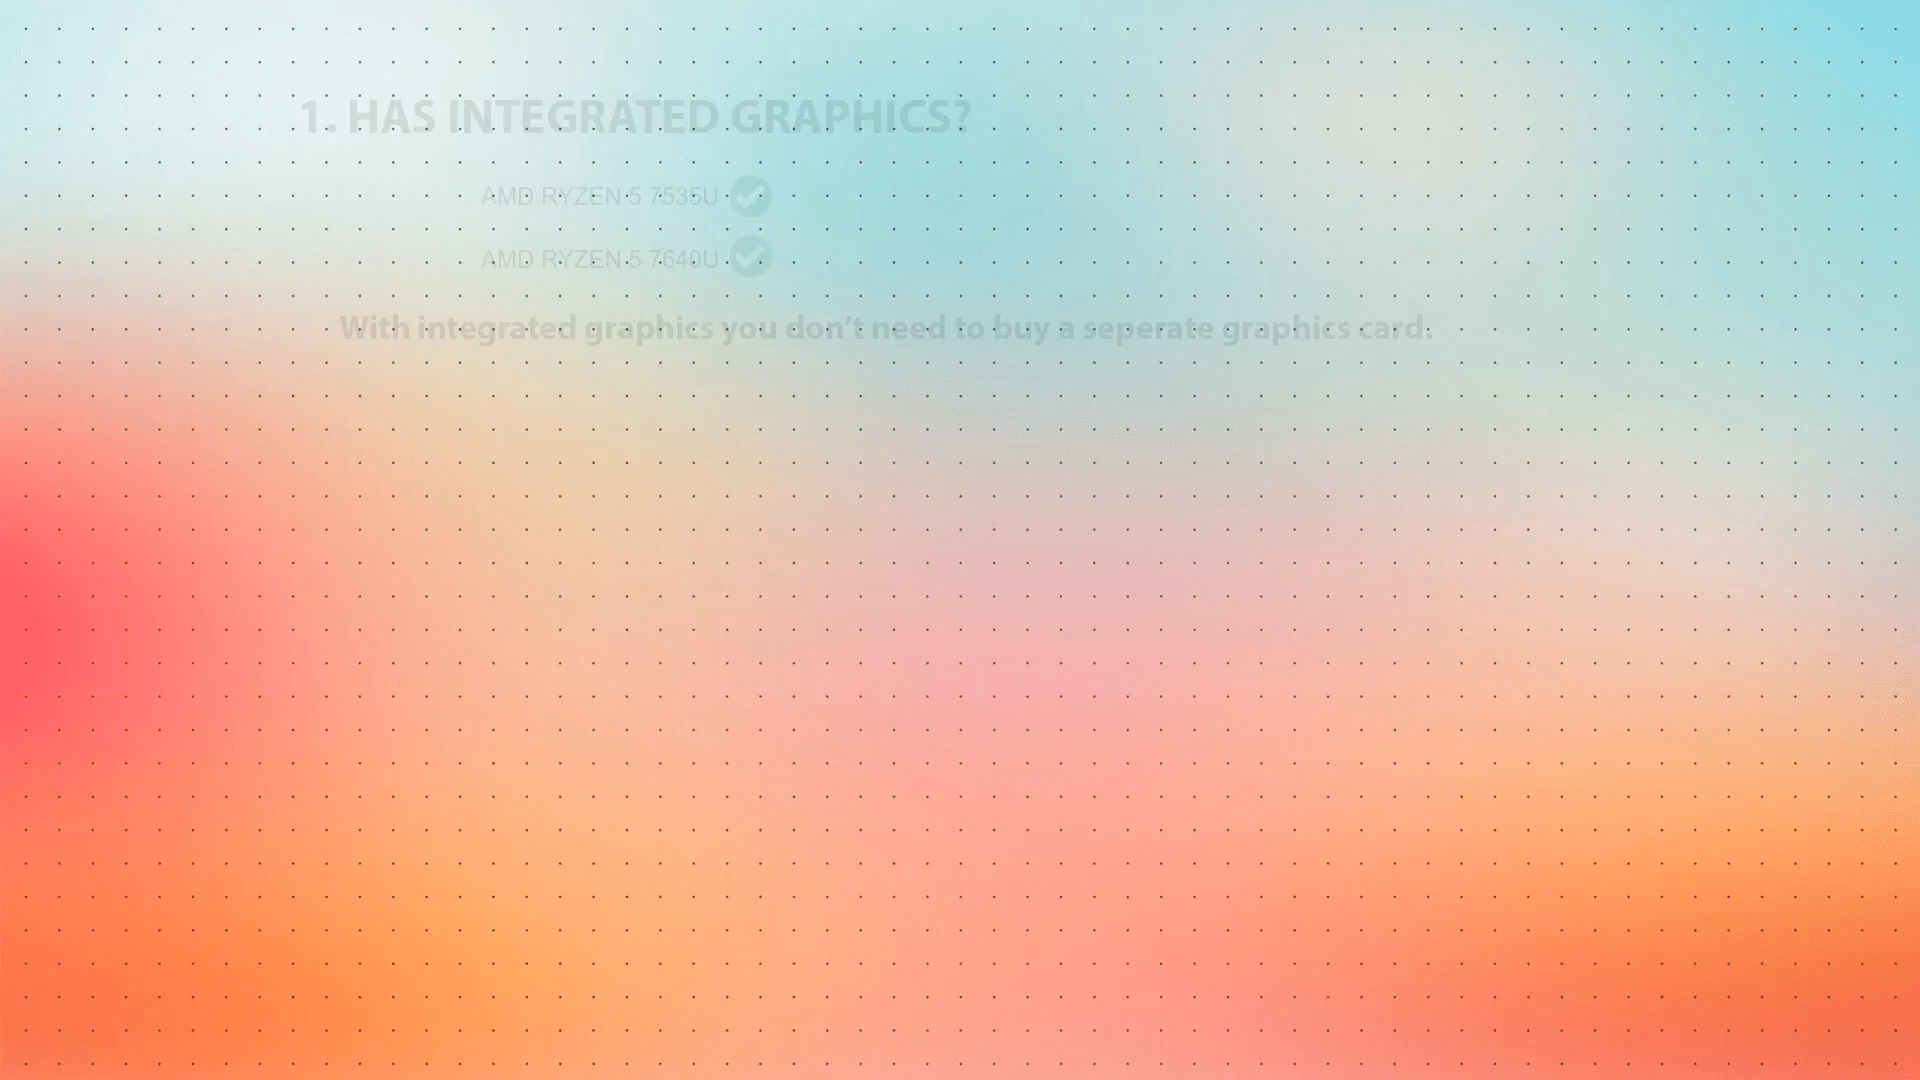 1. HAS INTEGRATED GRAPHICS?
AMD RYZEN 5 7535U
AMD RYZEN 5 7640U
With integrated graphics you don’t need to buy a seperate graphics card.